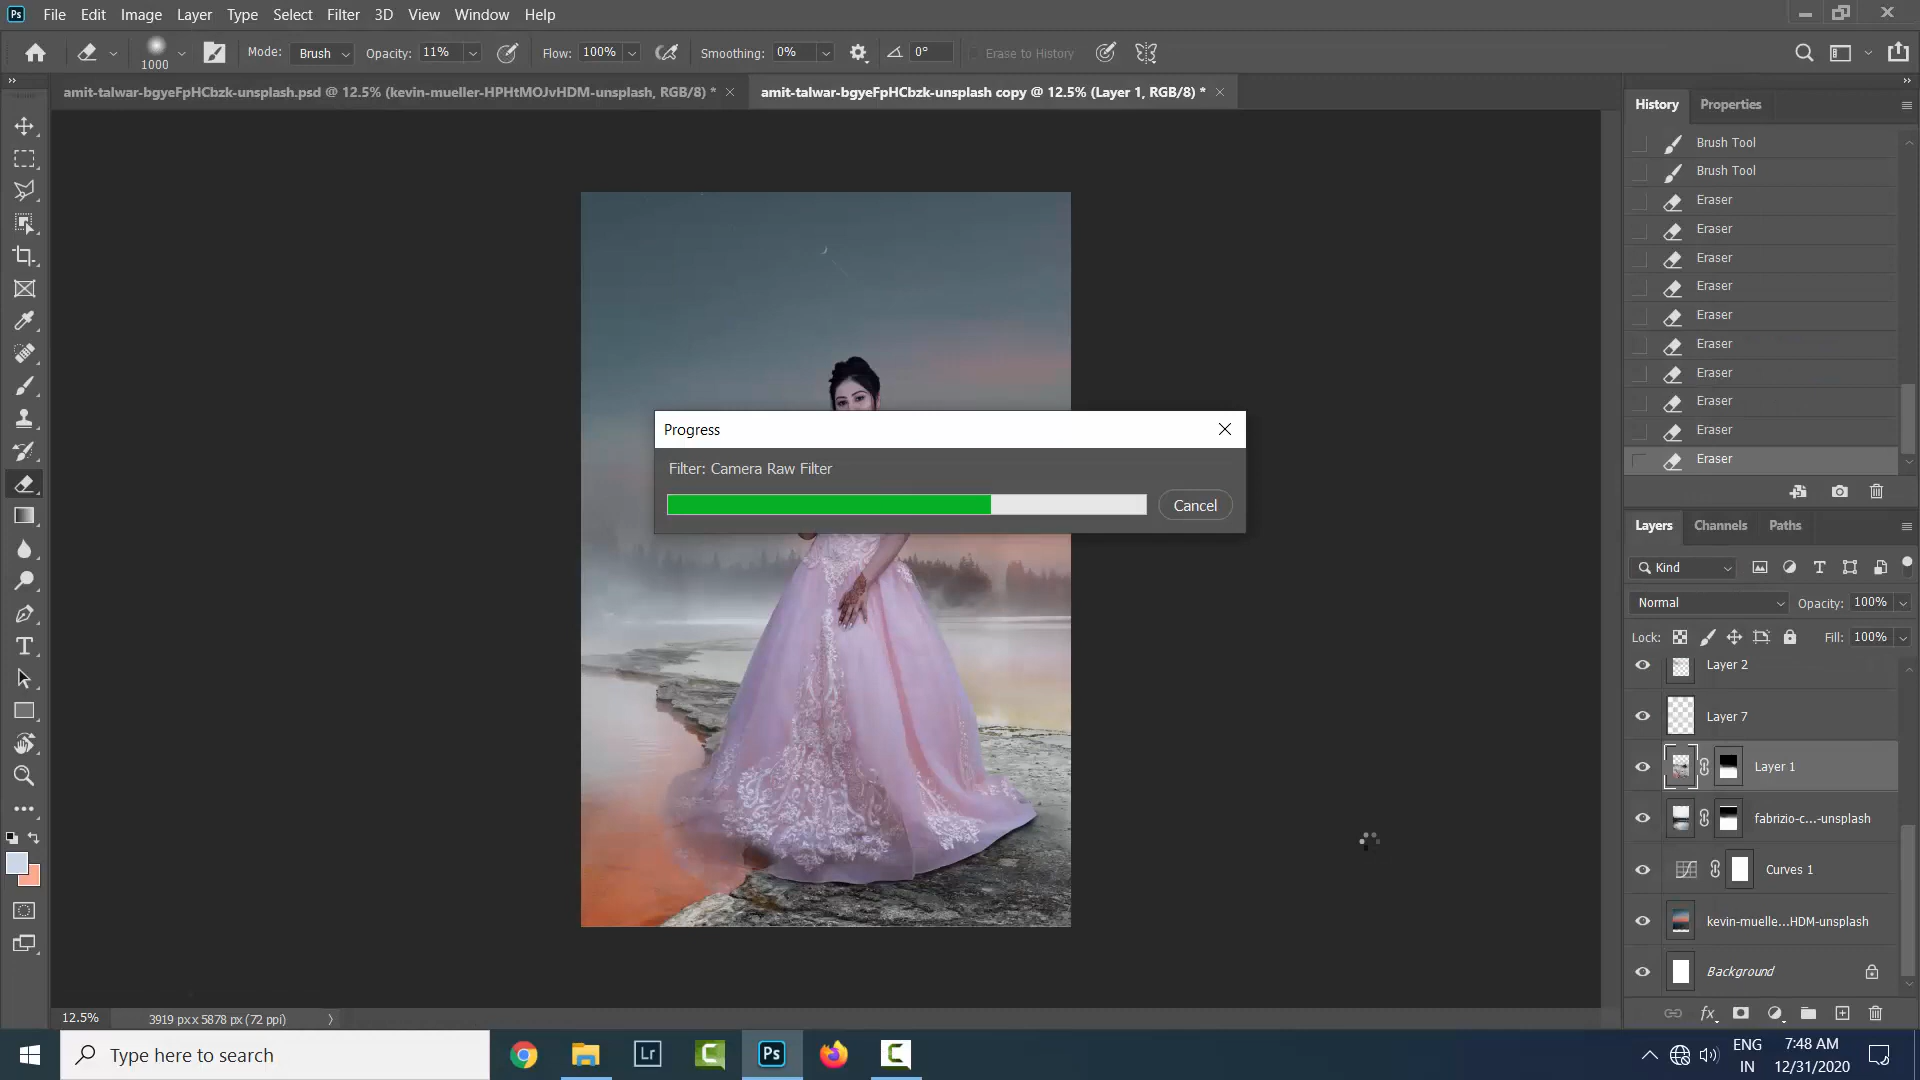 Ps File Edit Image Layer Type Select Filter 3D View Window Help
1000 Mode: Brush Opacity: 11% Flow: 100% Smoothing: 0% 0° Erase to History
amit-talwar-bgyeFpHCbzk-unsplash.psd @ 12.5% (kevin-mueller-HPHtMOJvHDM-unsplash, RGB/8) *
amit-talwar-bgyeFpHCbzk-unsplash copy @ 12.5% (Layer 1, RGB/8) *
History Properties
Brush Tool
Brush Tool
Eraser
Eraser
Eraser
Eraser
Eraser
Eraser
Eraser
Eraser
Eraser
Eraser
Progress
Filter: Camera Raw Filter
Cancel
Layers Channels Paths
Kind
Normal Opacity: 100%
Lock: Fill: 100%
Layer 2
Layer 7
Layer 1
fabrizio-c...-unsplash
Curves 1
kevin-muelle...HDM-unsplash
Background
fx
12.5% 3919 px x 5878 px (72 ppi)
Type here to search
Lr
Ps
ENG
IN
7:48 AM
12/31/2020